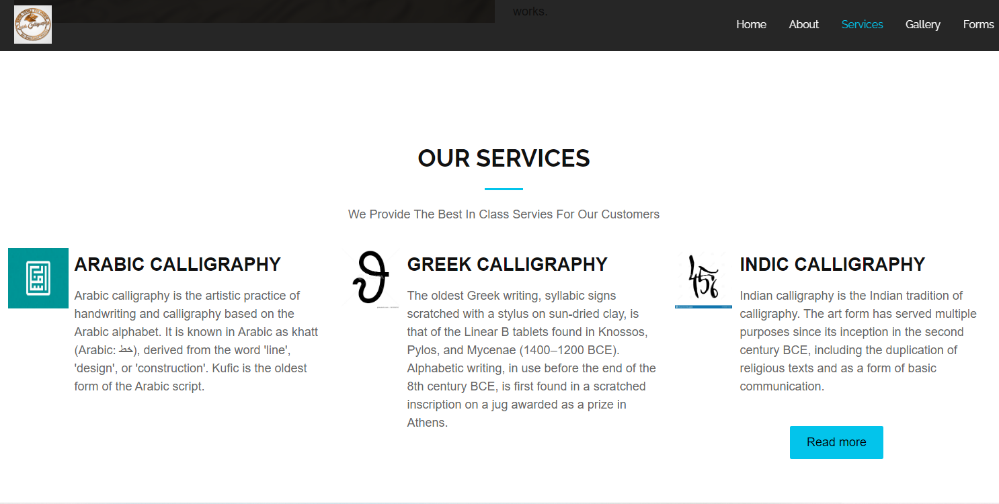 works.
Home About Services Gallery Forms
OUR SERVICES
We Provide The Best In Class Servies For Our Customers
ARABIC CALLIGRAPHY
Arabic calligraphy is the artistic practice of
handwriting and calligraphy based on the
Arabic alphabet. It is known in Arabic as khatt
(Arabic: خط), derived from the word 'line',
'design', or 'construction'. Kufic is the oldest
form of the Arabic script.
GREEK CALLIGRAPHY
The oldest Greek writing, syllabic signs
scratched with a stylus on sun-dried clay, is
that of the Linear B tablets found in Knossos,
Pylos, and Mycenae (1400–1200 BCE).
Alphabetic writing, in use before the end of the
8th century BCE, is first found in a scratched
inscription on a jug awarded as a prize in
Athens.
INDIC CALLIGRAPHY
Indian calligraphy is the Indian tradition of
calligraphy. The art form has served multiple
purposes since its inception in the second
century BCE, including the duplication of
religious texts and as a form of basic
communication.
Read more